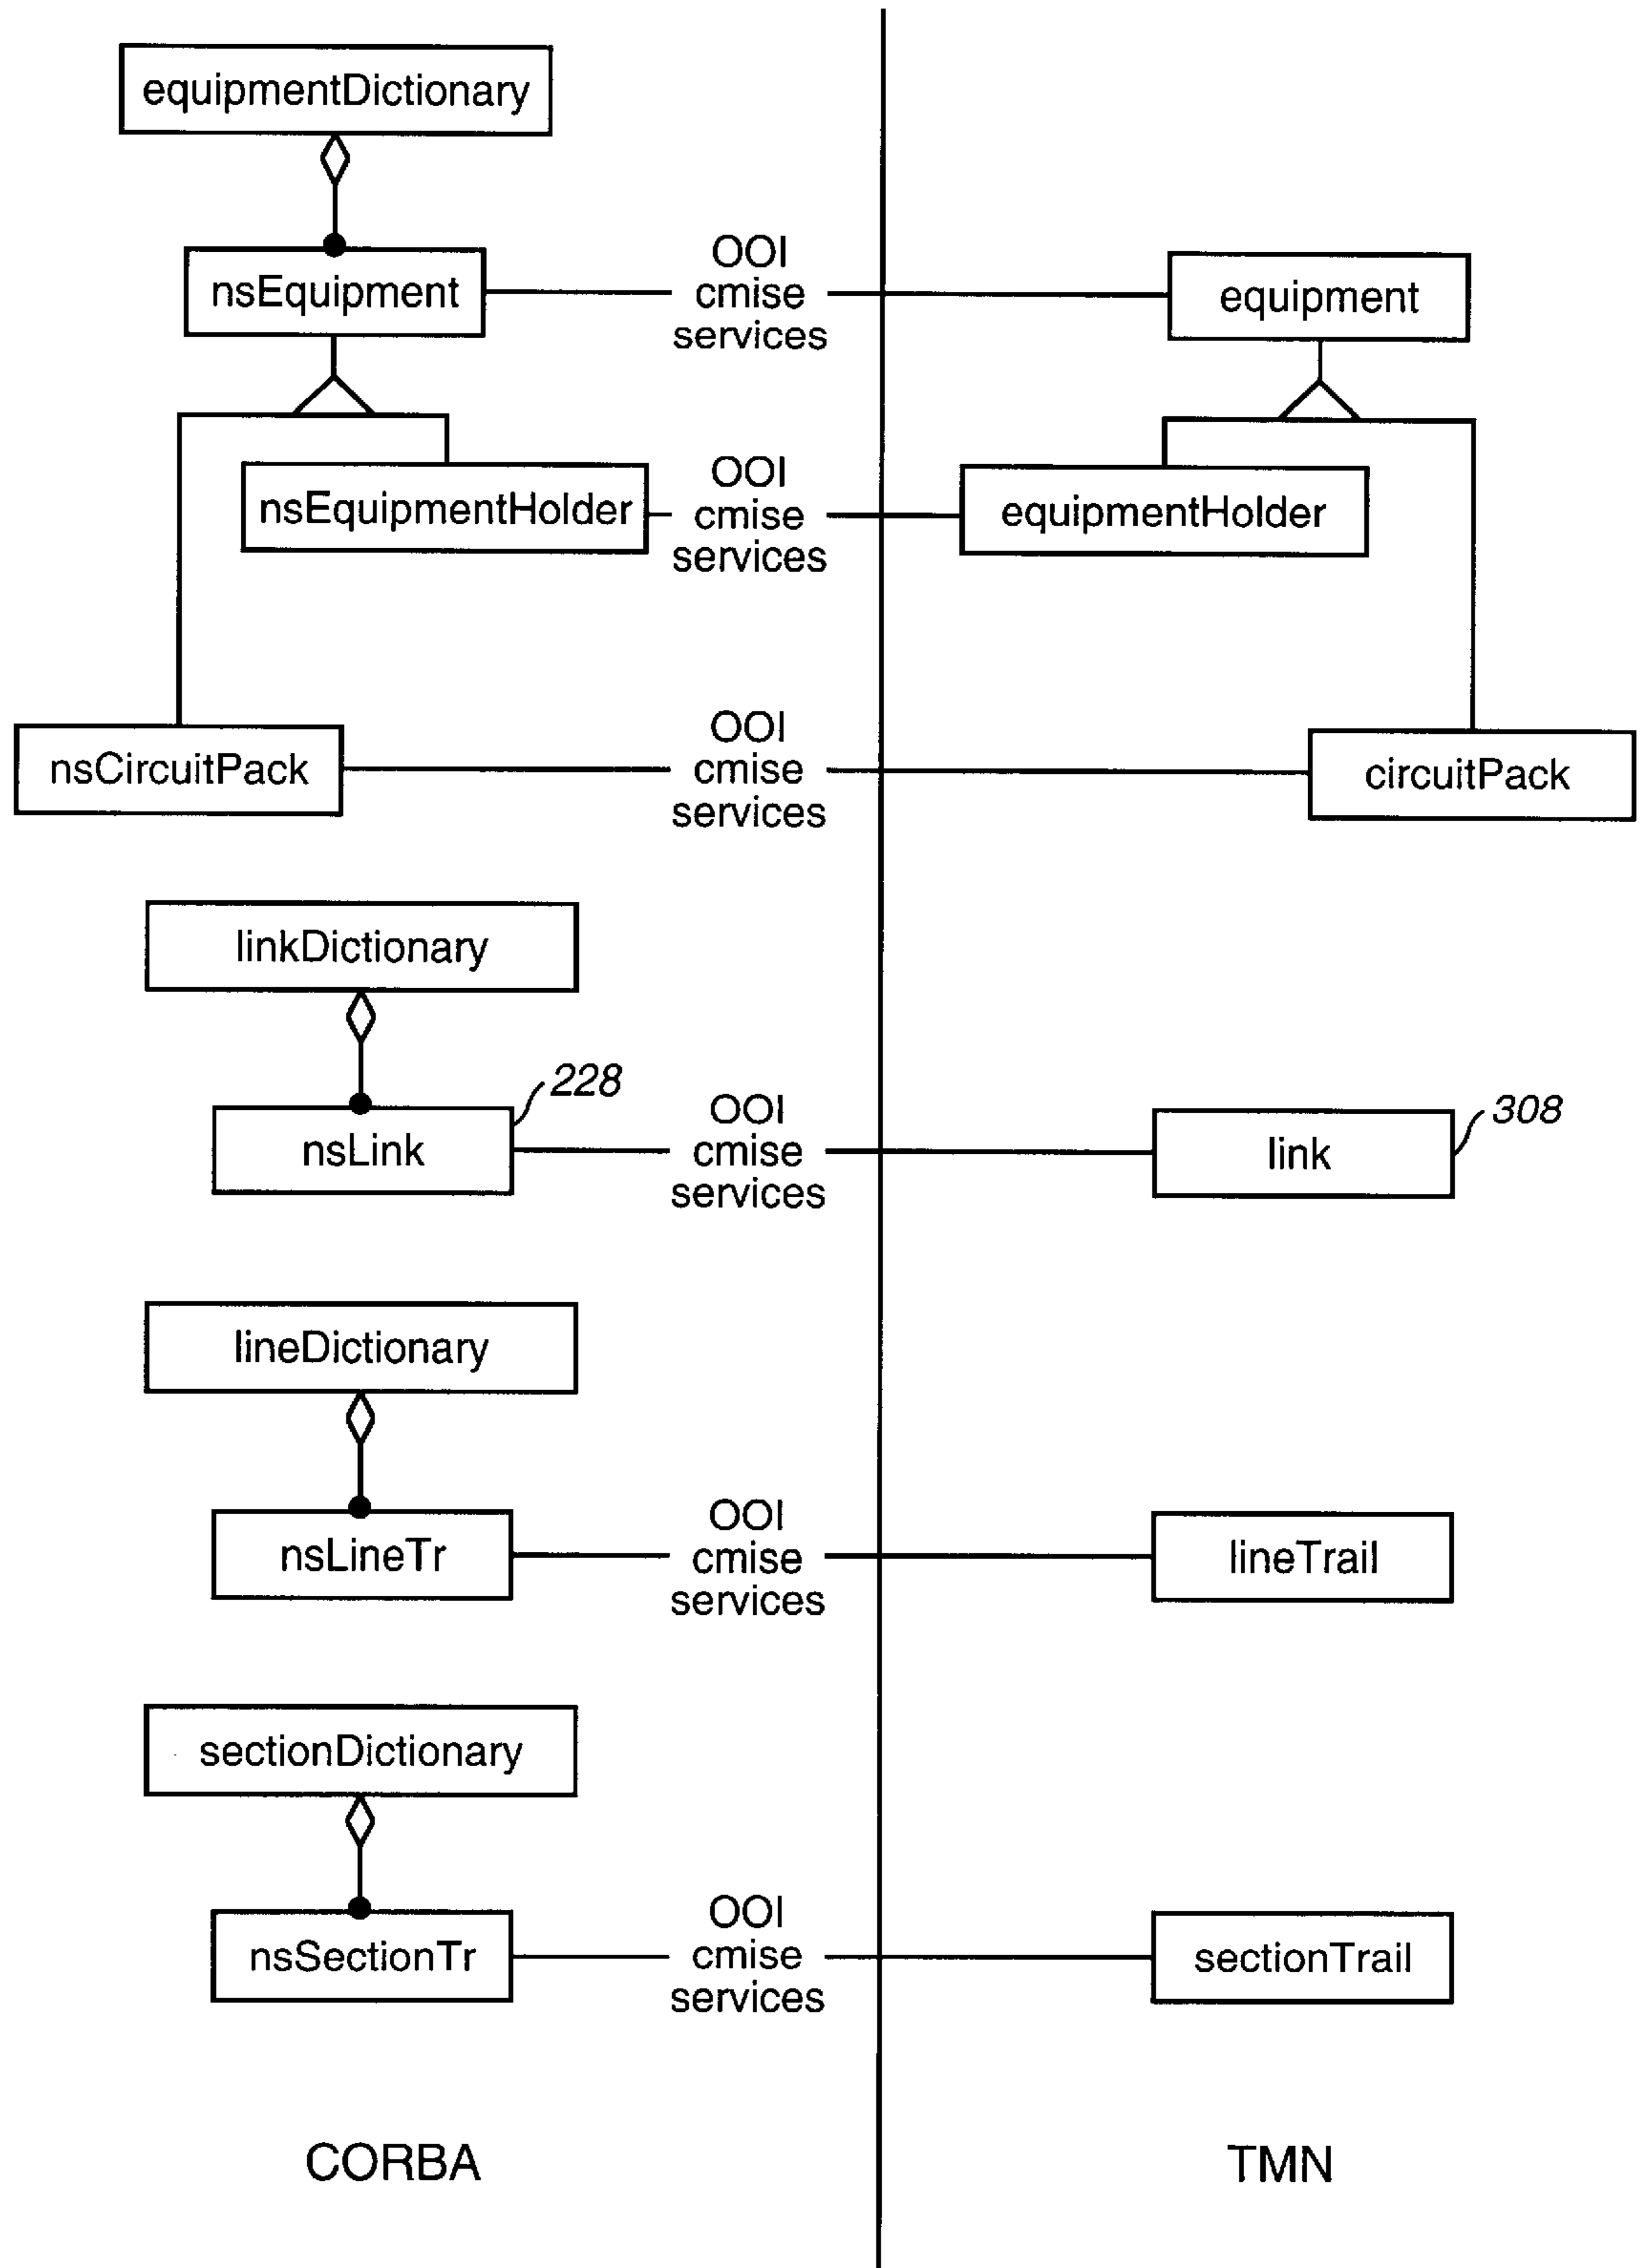 equipmentDictionary
nsEquipment
OOI
cmise
services
equipment
nsEquipmentHolder
OOI
cmise
services
equipmentHolder
nsCircuitPack
OOI
cmise
services
circuitPack
linkDictionary
228
nsLink
OOI
cmise
services
link
308
lineDictionary
nsLineTr
OOI
cmise
services
lineTrail
sectionDictionary
nsSectionTr
OOI
cmise
services
sectionTrail
CORBA
TMN